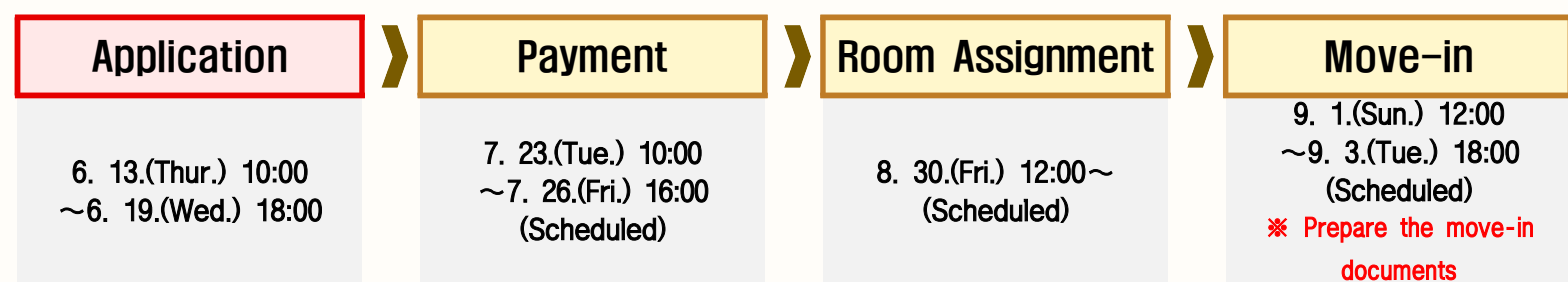 Application
Payment
Room Assignment
Move-in
6. 13.(Thur.) 10:00
~6. 19.(Wed.) 18:00
7. 23.(Tue.) 10:00
~7. 26.(Fri.) 16:00
(Scheduled)
8. 30.(Fri.) 12:00~
(Scheduled)
9. 1.(Sun.) 12:00
~9. 3.(Tue.) 18:00
(Scheduled)
※ Prepare the move-in
documents